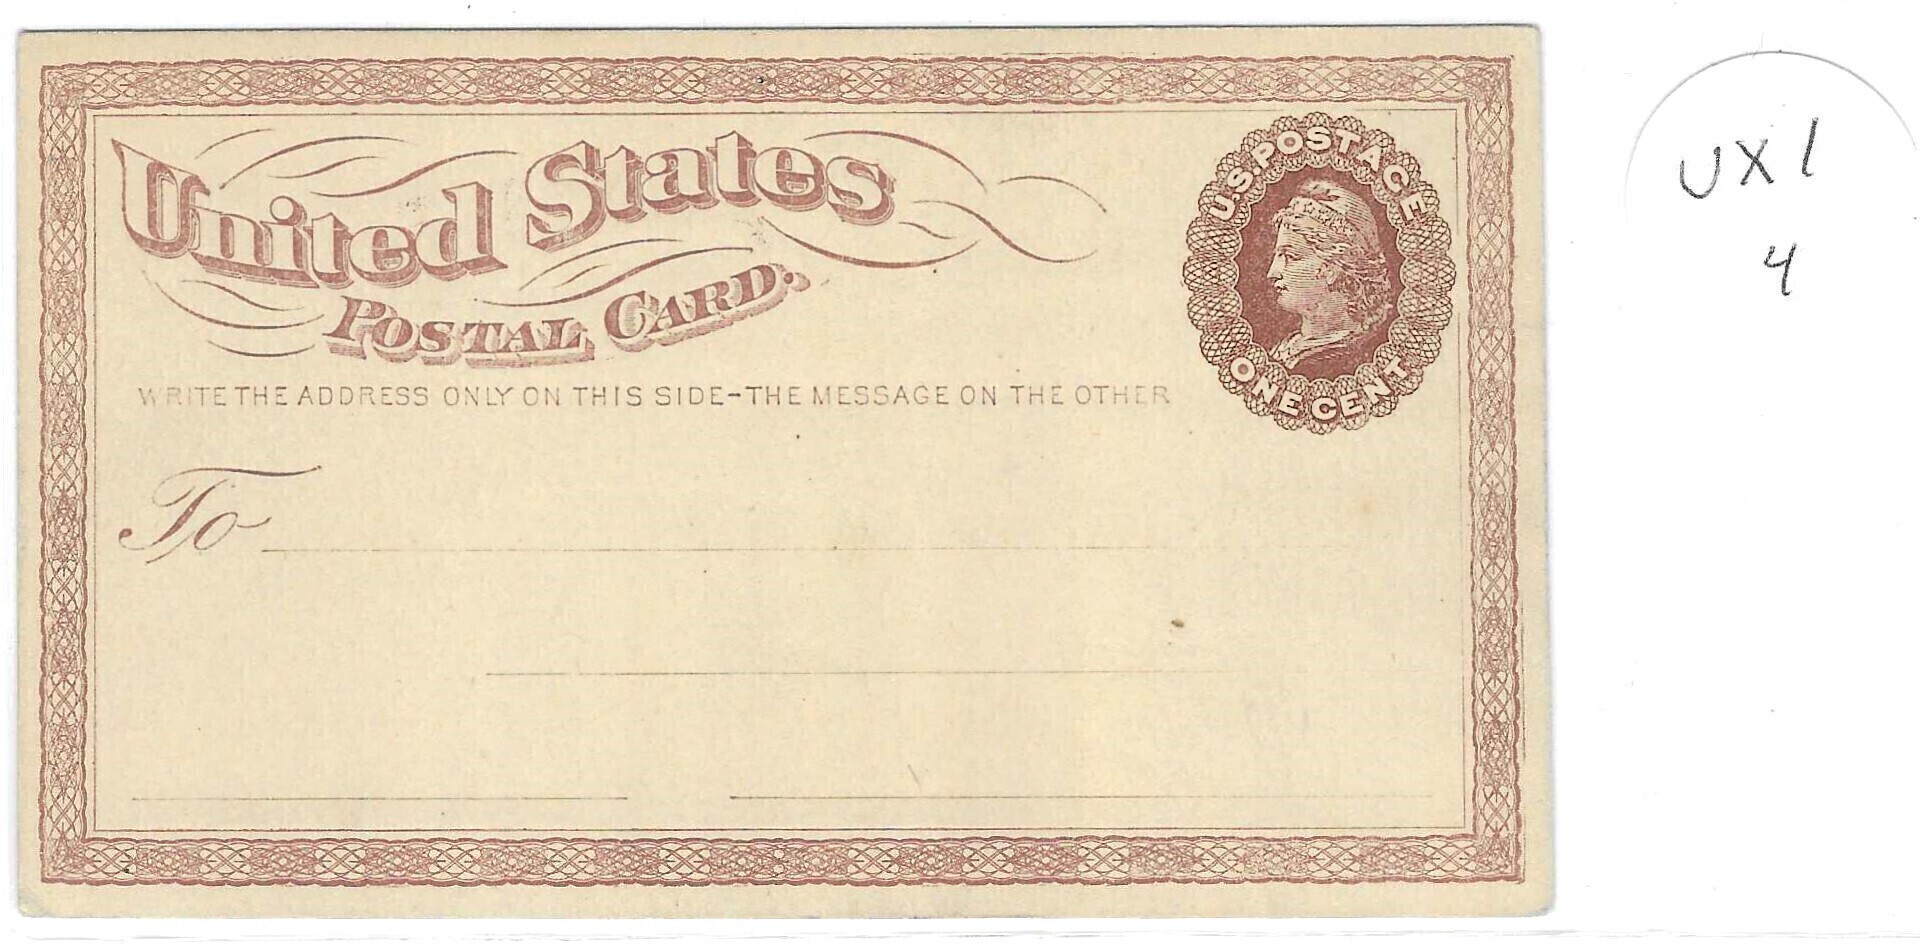 United States
POSTAL CARD.
WRITE THE ADDRESS ONLY ON THIS SIDE-THE MESSAGE ON THE OTHER
To
U.S. POSTAGE
ONE CENT
UX1
4